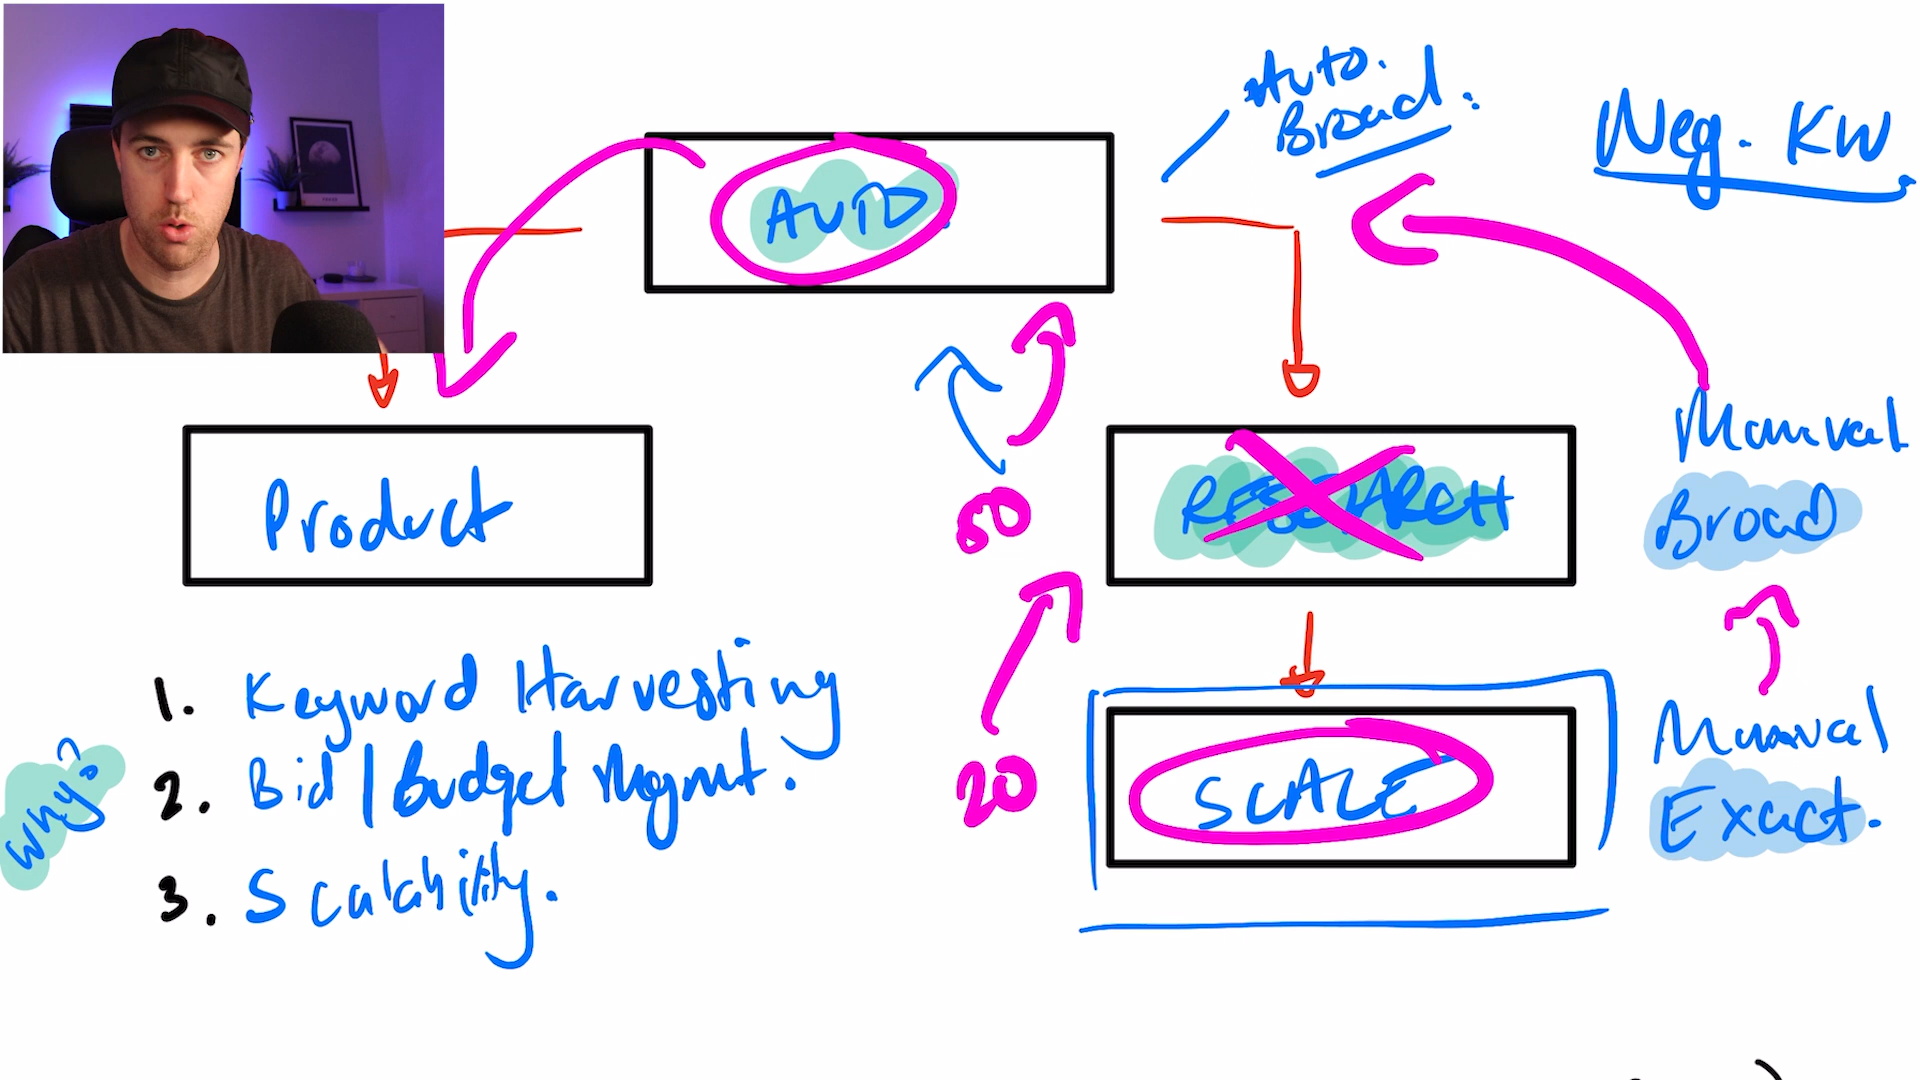 Auto.
Broad.
Neg. KW
AUTO.
Manual
Broad
Product
80
RESEARCH
1. Keyword Harvesting
2. Bid / Budget Mgmt.
3. Scalability.
Why?
20
SCALE
Manual
Exact.